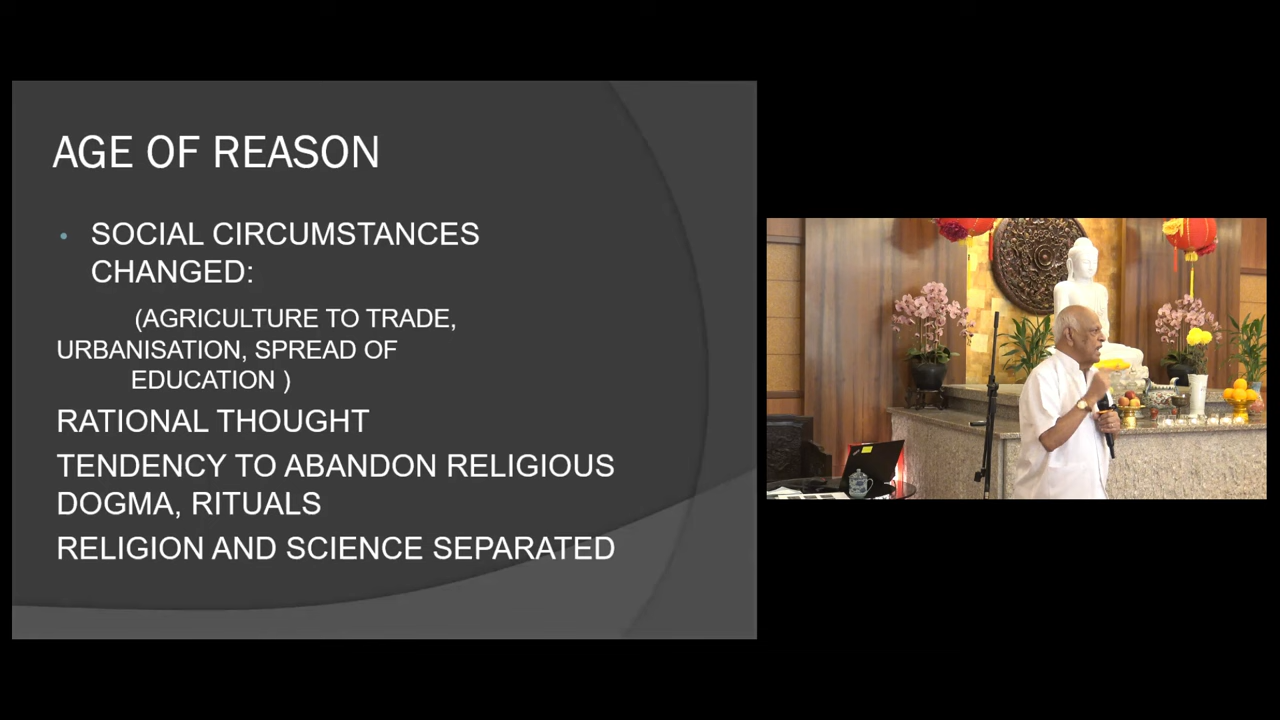 AGE OF REASON
• SOCIAL CIRCUMSTANCES
CHANGED:
(AGRICULTURE TO TRADE,
URBANISATION, SPREAD OF
EDUCATION )
RATIONAL THOUGHT
TENDENCY TO ABANDON RELIGIOUS
DOGMA, RITUALS
RELIGION AND SCIENCE SEPARATED